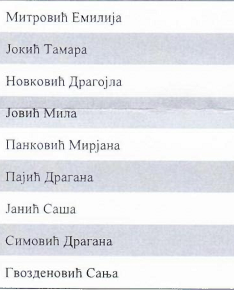 Митровић Емилија
Јокић Тамара
Новковић Драгојла
Јовић Мила
Панковић Мирјана
Пајић Драгана
Јанић Саша
Симовић Драгана
Гвозденовић Сања